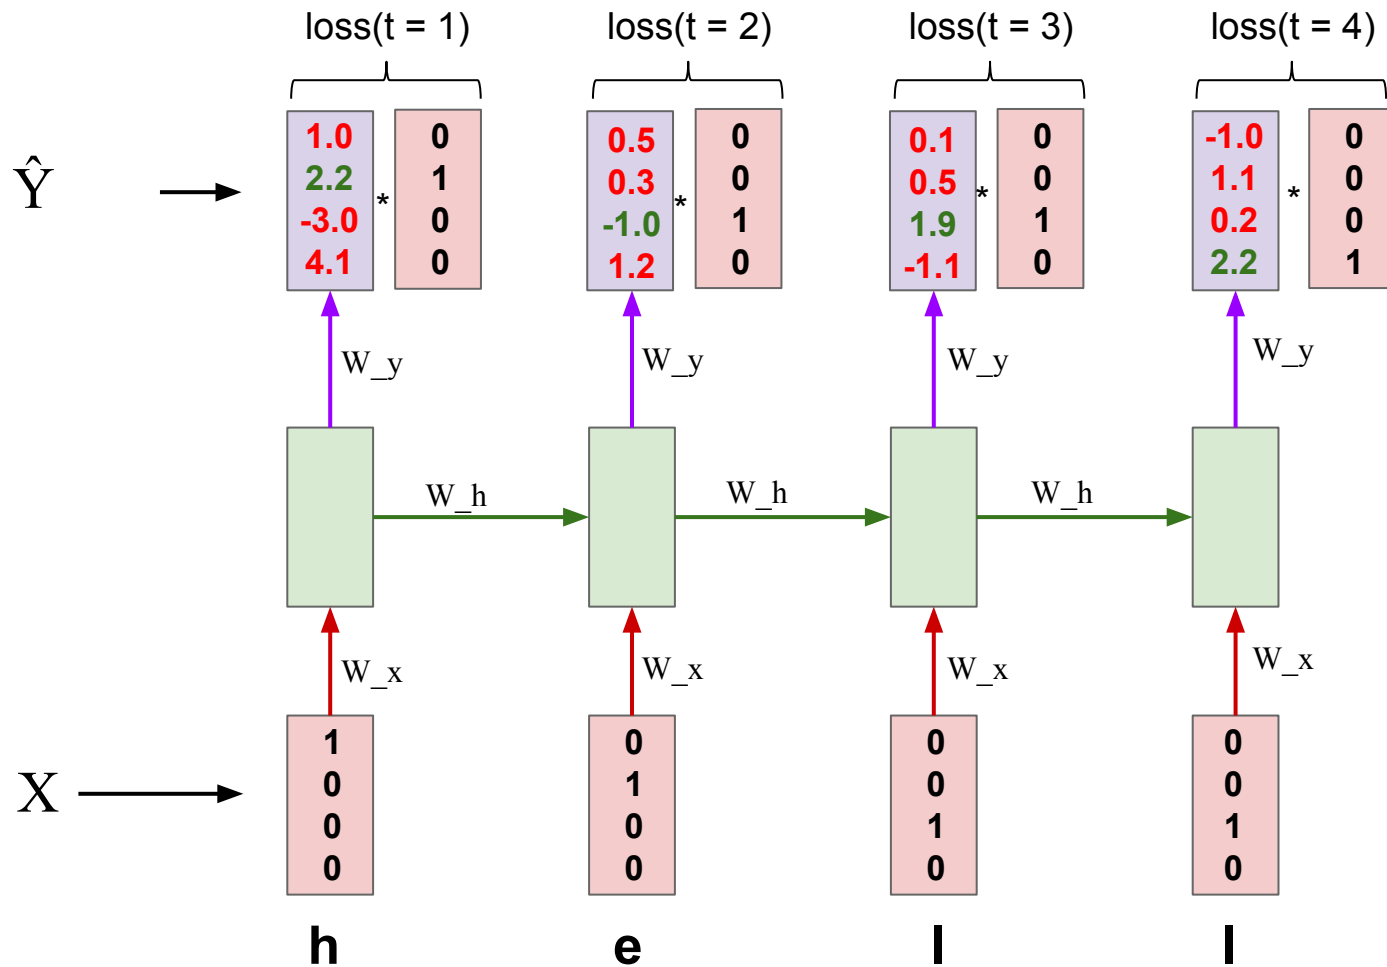 loss(t = 1) loss(t = 2) loss(t = 3) loss(t = 4)
Ŷ
1.0 0 0.5 0 0.1 0 -1.0 0
2.2 * 1 0.3 * 0 0.5 * 0 1.1 * 0
-3.0 0 -1.0 1 1.9 1 0.2 0
4.1 0 1.2 0 -1.1 0 2.2 1
W_y W_y W_y W_y
W_h W_h W_h
W_x W_x W_x W_x
X
1 0 0 0
0 1 0 0
0 0 1 1
0 0 0 0
h e l l